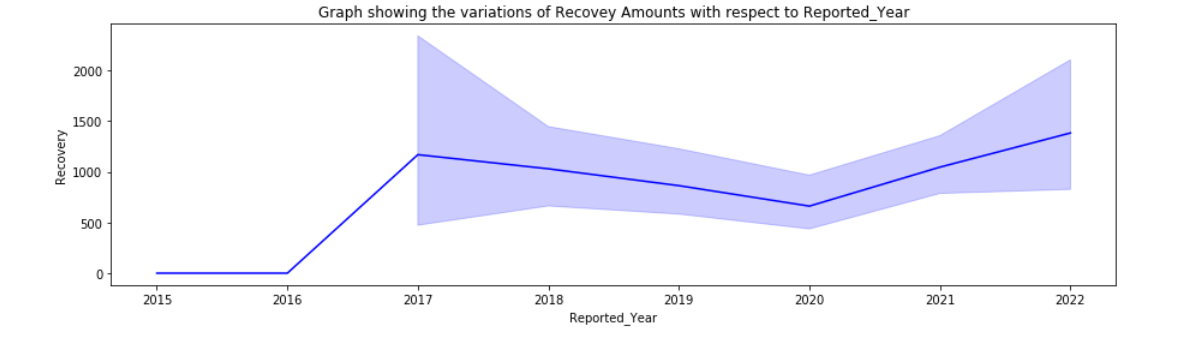 Graph showing the variations of Recovey Amounts with respect to Reported_Year
2000
1500
1000
500
0
Recovery
2015 2016 2017 2018 2019 2020 2021 2022
Reported_Year